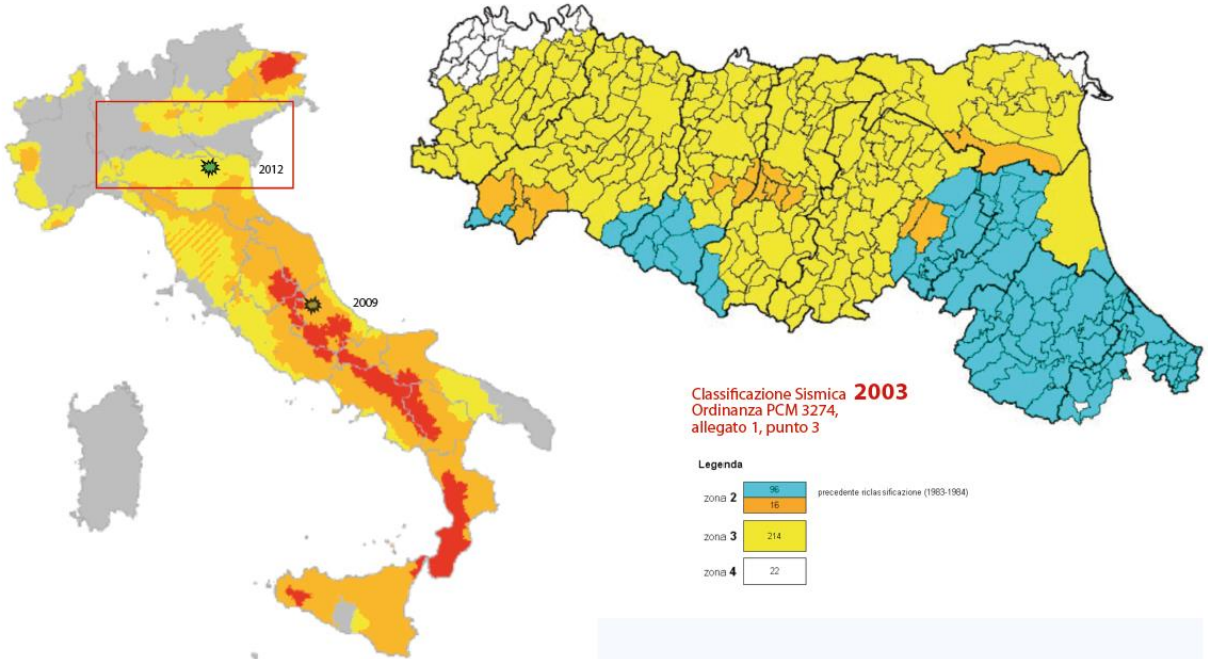 2012
2009
Classificazione Sismica 2003
Ordinanza PCM 3274,
allegato 1, punto 3
Legenda
zona 2
96
precedente riclassificazione (1983-1984)
16
zona 3
214
zona 4
22